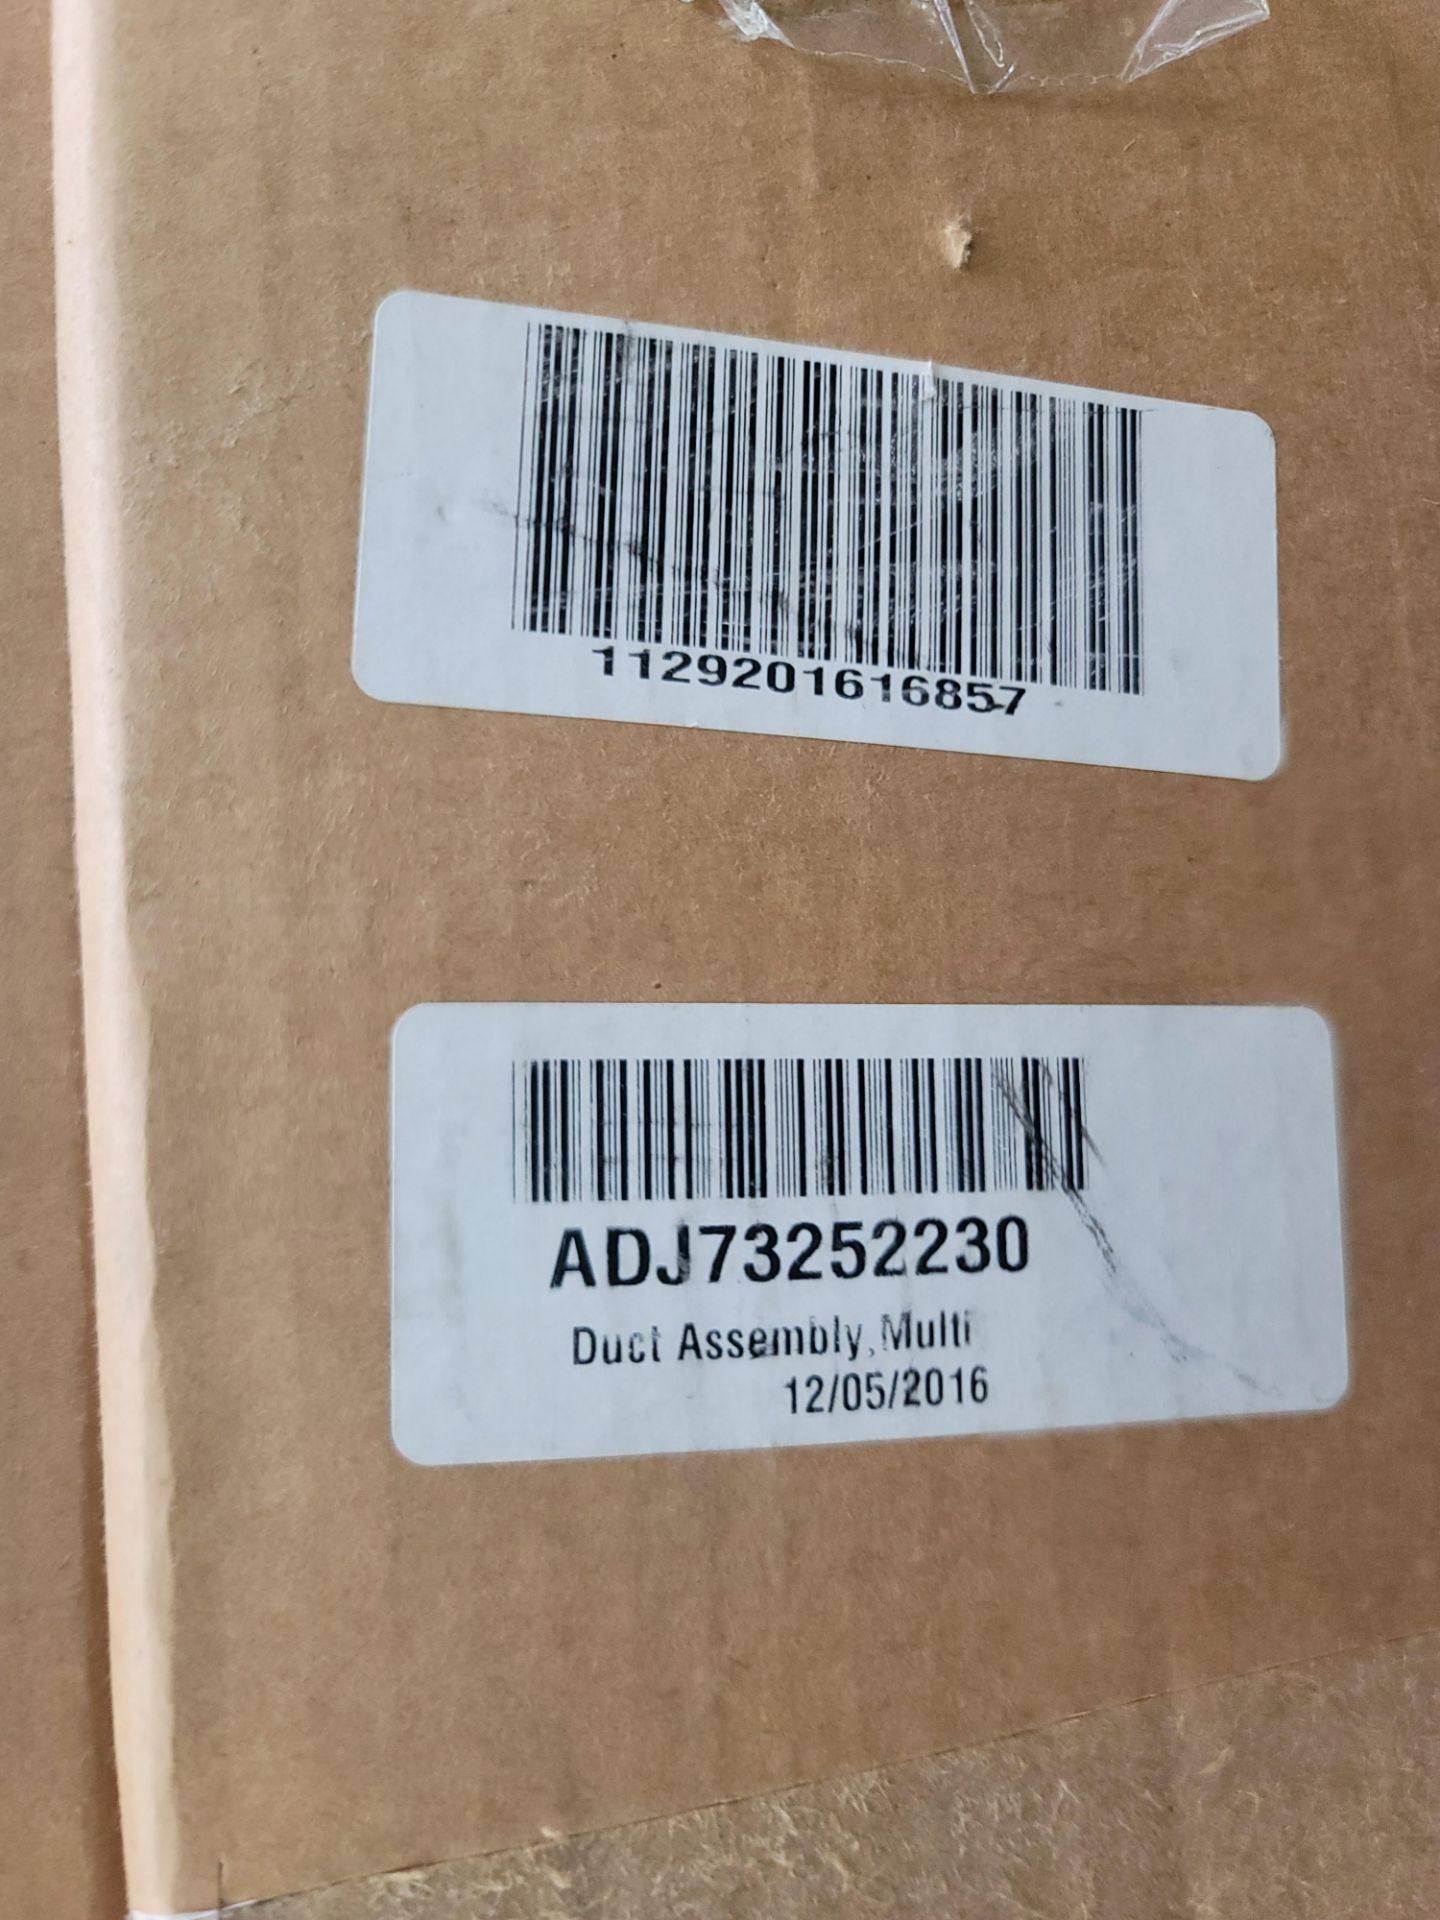 1129201616857
ADJ73252230
Duct Assembly,Multi
12/05/2016